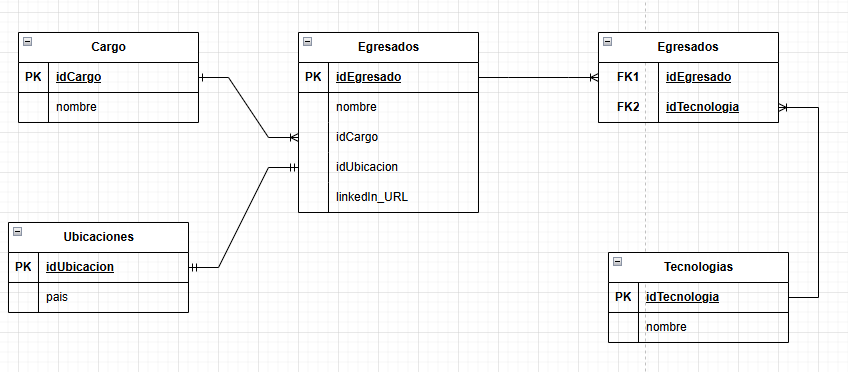 Cargo
PK idCargo
nombre
Egresados
PK idEgresado
nombre
idCargo
idUbicacion
linkedIn_URL
Egresados
FK1 idEgresado
FK2 idTecnologia
Ubicaciones
PK idUbicacion
pais
Tecnologias
PK idTecnologia
nombre